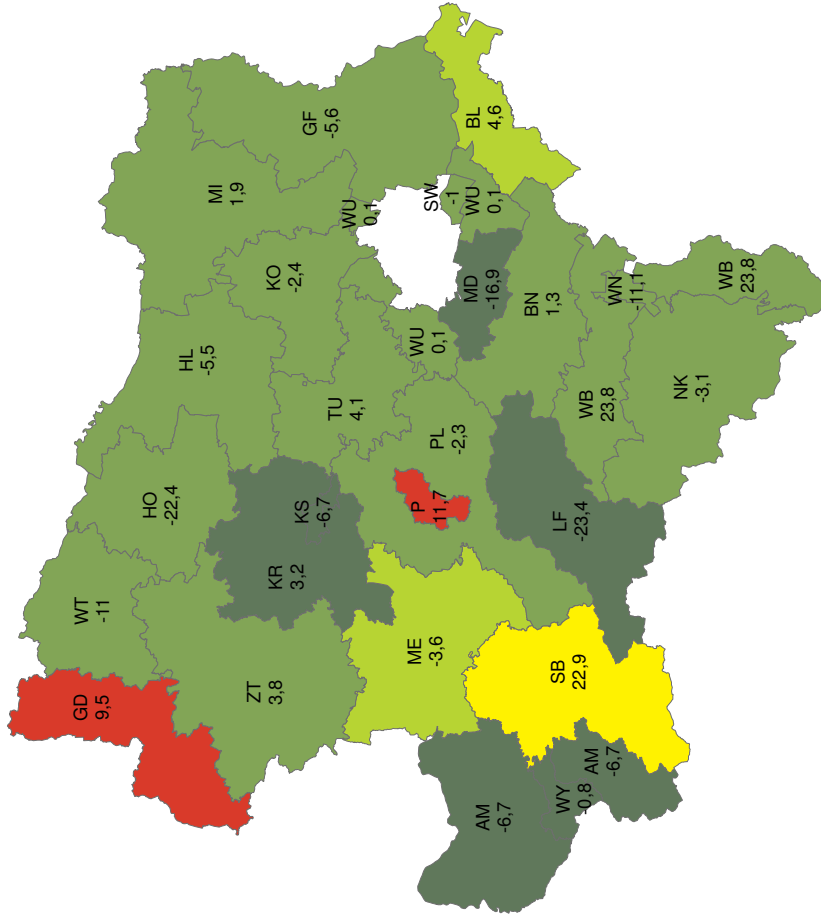 GD
9,5
WT
-11
HO
-22,4
HL
-5,5
MI
1,9
ZT
3,8
KR
3,2
KO
-2,4
KS
-6,7
GF
-5,6
TU
4,1
WU
0,1
ME
-3,6
P
11,7
WU
0,1
SW
-1
PL
-2,3
MD
-16,9
WU
0,1
BL
4,6
AM
-6,7
BN
1,3
SB
22,9
LF
-23,4
WY
-0,8
WB
23,8
AM
-6,7
WN
-11,1
NK
-3,1
WB
23,8